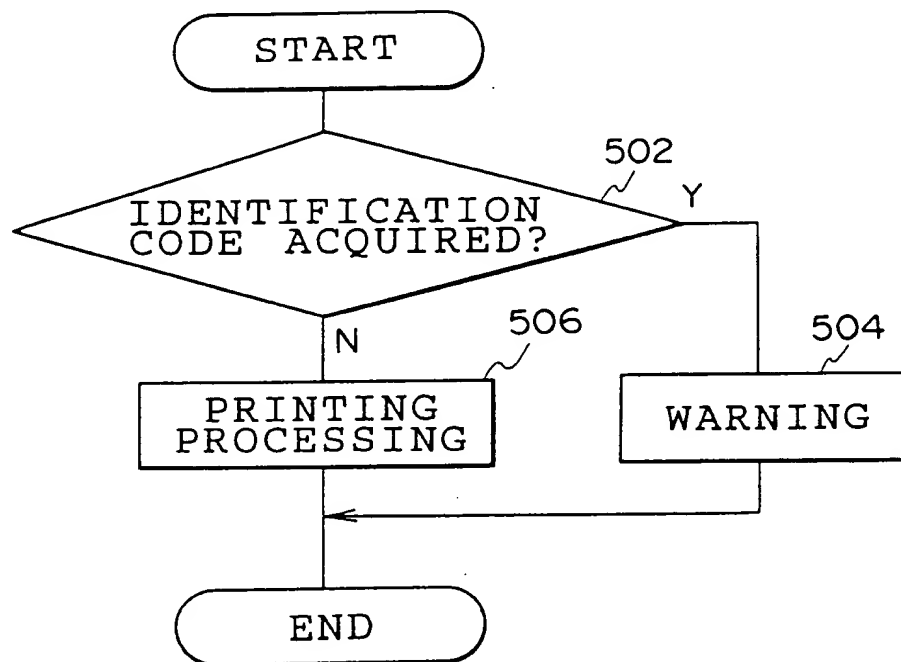 START
502
IDENTIFICATION
CODE ACQUIRED?
Y
N
506
504
PRINTING
PROCESSING
WARNING
END